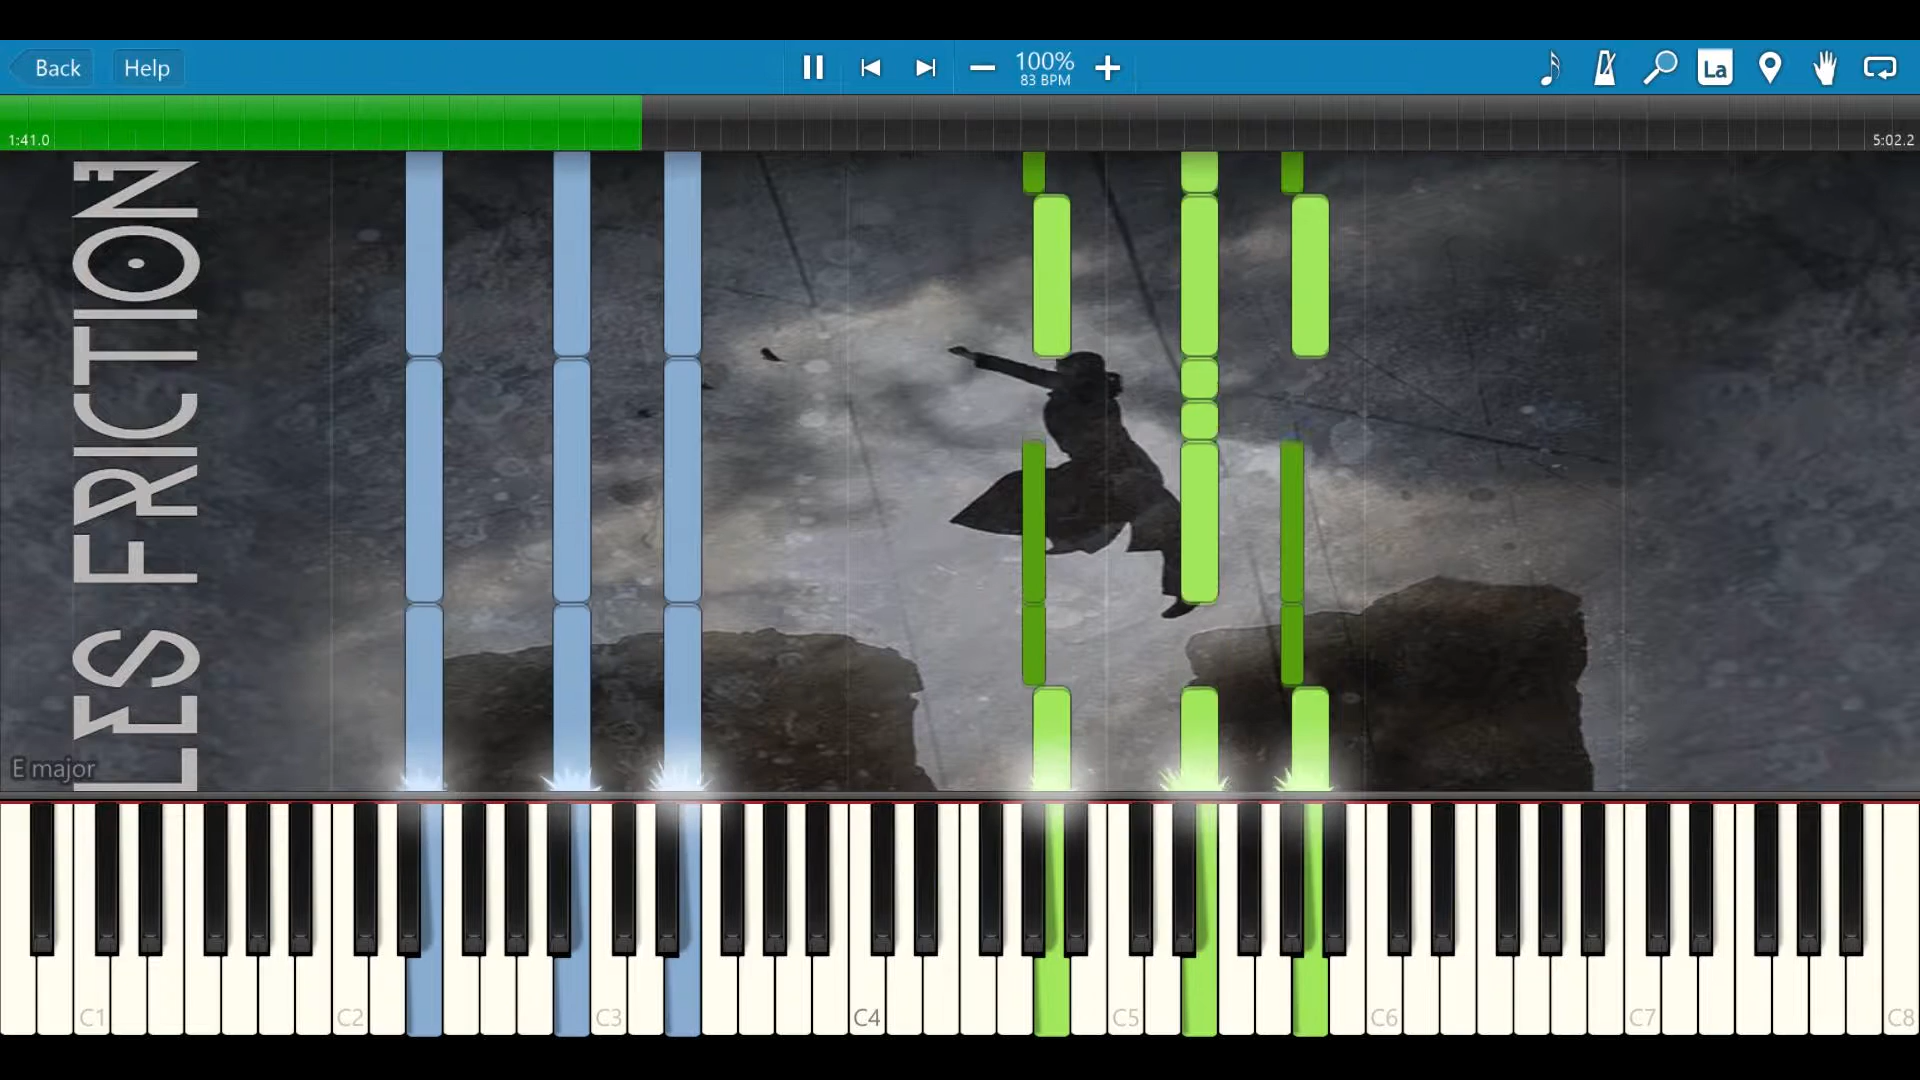 Back
Help
100%
83 BPM
La
1:41.0
5:02.2
LES FRICTION
E major
C1
C2
C3
C4
C5
C6
C7
C8